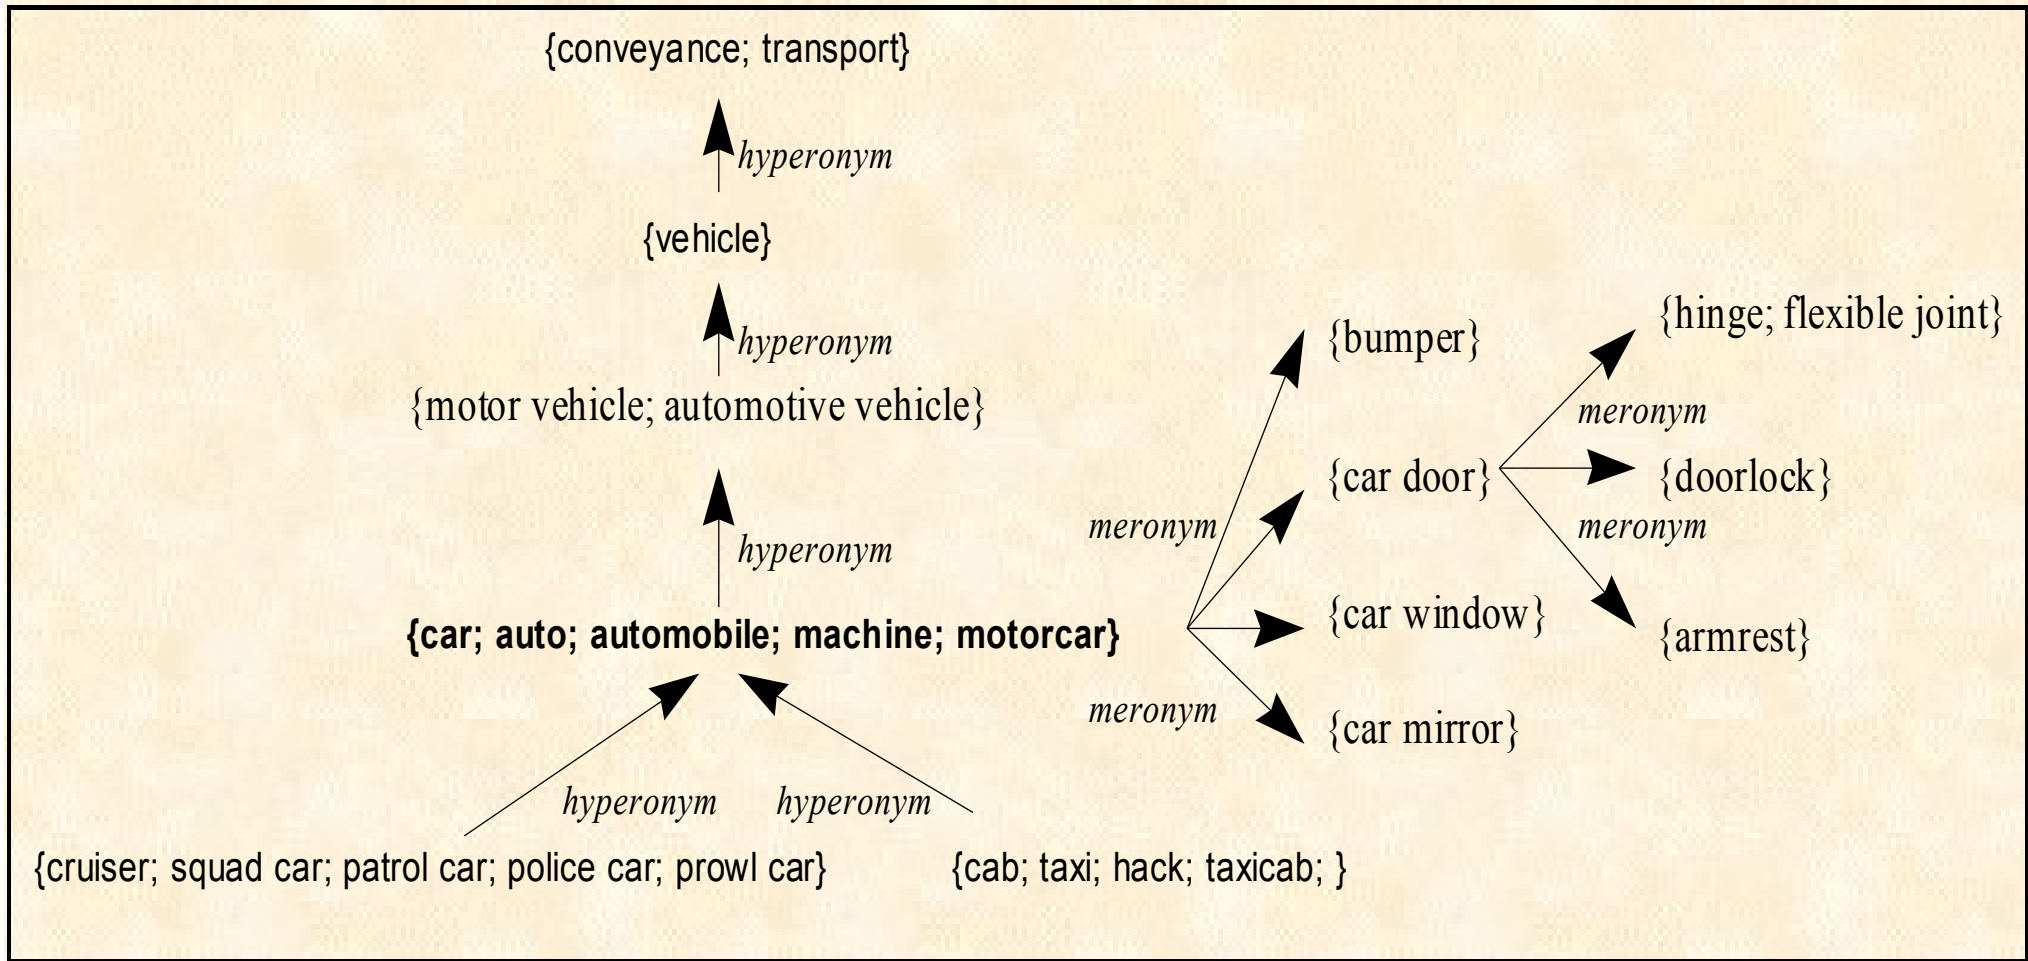 {conveyance; transport}
hyperonym
{vehicle}
hyperonym
{motor vehicle; automotive vehicle}
hyperonym
{car; auto; automobile; machine; motorcar}
hyperonym
hyperonym
{cruiser; squad car; patrol car; police car; prowl car}
{cab; taxi; hack; taxicab; }
meronym
meronym
{bumper}
{car door}
{car window}
{car mirror}
meronym
meronym
{hinge; flexible joint}
{doorlock}
{armrest}